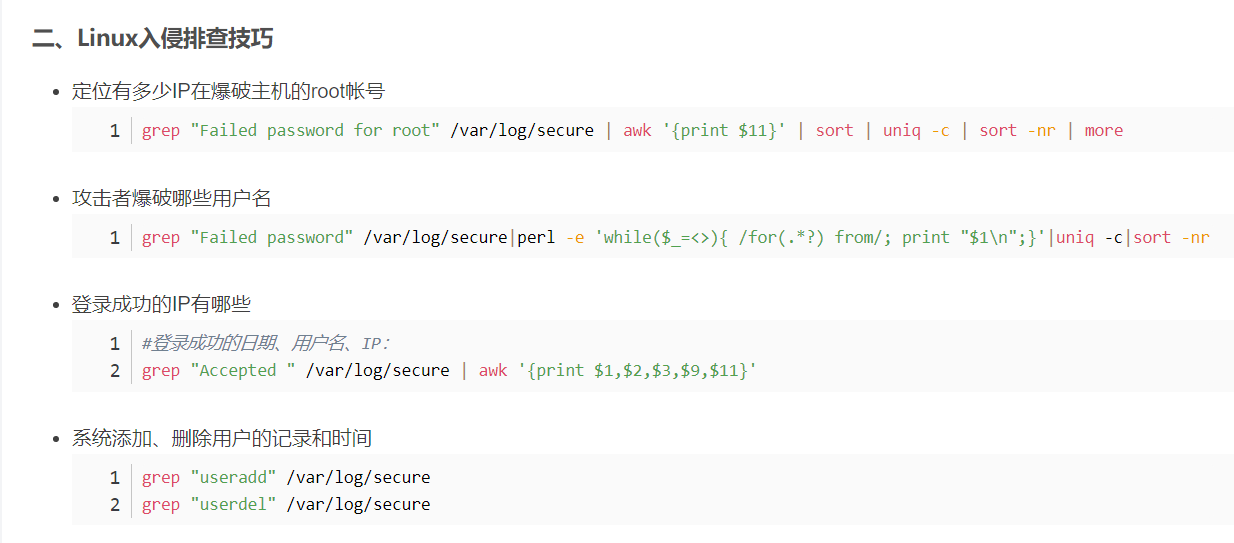 二、Linux入侵排查技巧
• 定位有多少IP在爆破主机的root帐号
1 grep "Failed password for root" /var/log/secure | awk '{print $11}' | sort | uniq -c | sort -nr | more
• 攻击者爆破哪些用户名
1 grep "Failed password" /var/log/secure|perl -e 'while($_=<>){ /for(.*?) from/; print "$1\n";}'|uniq -c|sort -nr
• 登录成功的IP有哪些
1 #登录成功的日期、用户名、IP：
2 grep "Accepted " /var/log/secure | awk '{print $1,$2,$3,$9,$11}'
• 系统添加、删除用户的记录和时间
1 grep "useradd" /var/log/secure
2 grep "userdel" /var/log/secure